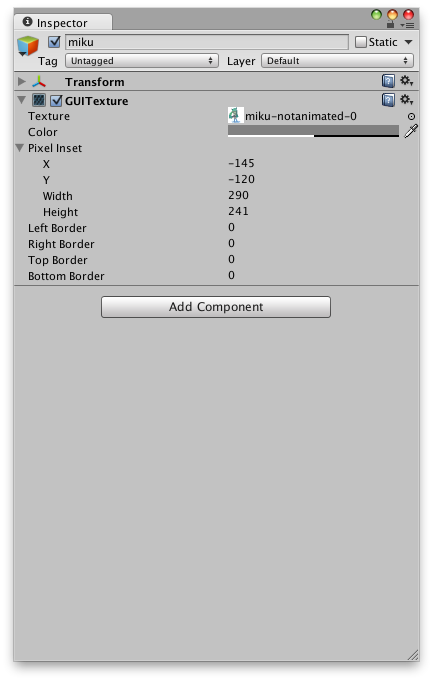 Inspector
miku Static
Tag Untagged Layer Default
Transform
GUITexture
Texture miku-notanimated-0
Color
Pixel Inset
X -145
Y -120
Width 290
Height 241
Left Border 0
Right Border 0
Top Border 0
Bottom Border 0
Add Component